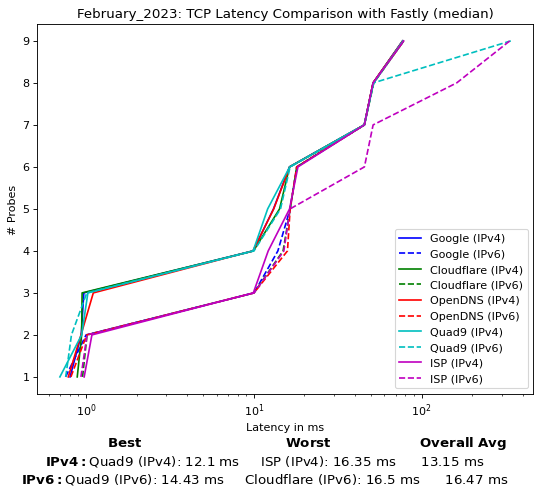 February_2023: TCP Latency Comparison with Fastly (median)
9
8
7
6
5
4
3
2
1
# Probes
Google (IPv4)
Google (IPv6)
Cloudflare (IPv4)
Cloudflare (IPv6)
OpenDNS (IPv4)
OpenDNS (IPv6)
Quad9 (IPv4)
Quad9 (IPv6)
ISP (IPv4)
ISP (IPv6)
10⁰ 10¹ 10²
Latency in ms
Best Worst Overall Avg
IPv4: Quad9 (IPv4): 12.1 ms ISP (IPv4): 16.35 ms 13.15 ms
IPv6: Quad9 (IPv6): 14.43 ms Cloudflare (IPv6): 16.5 ms 16.47 ms